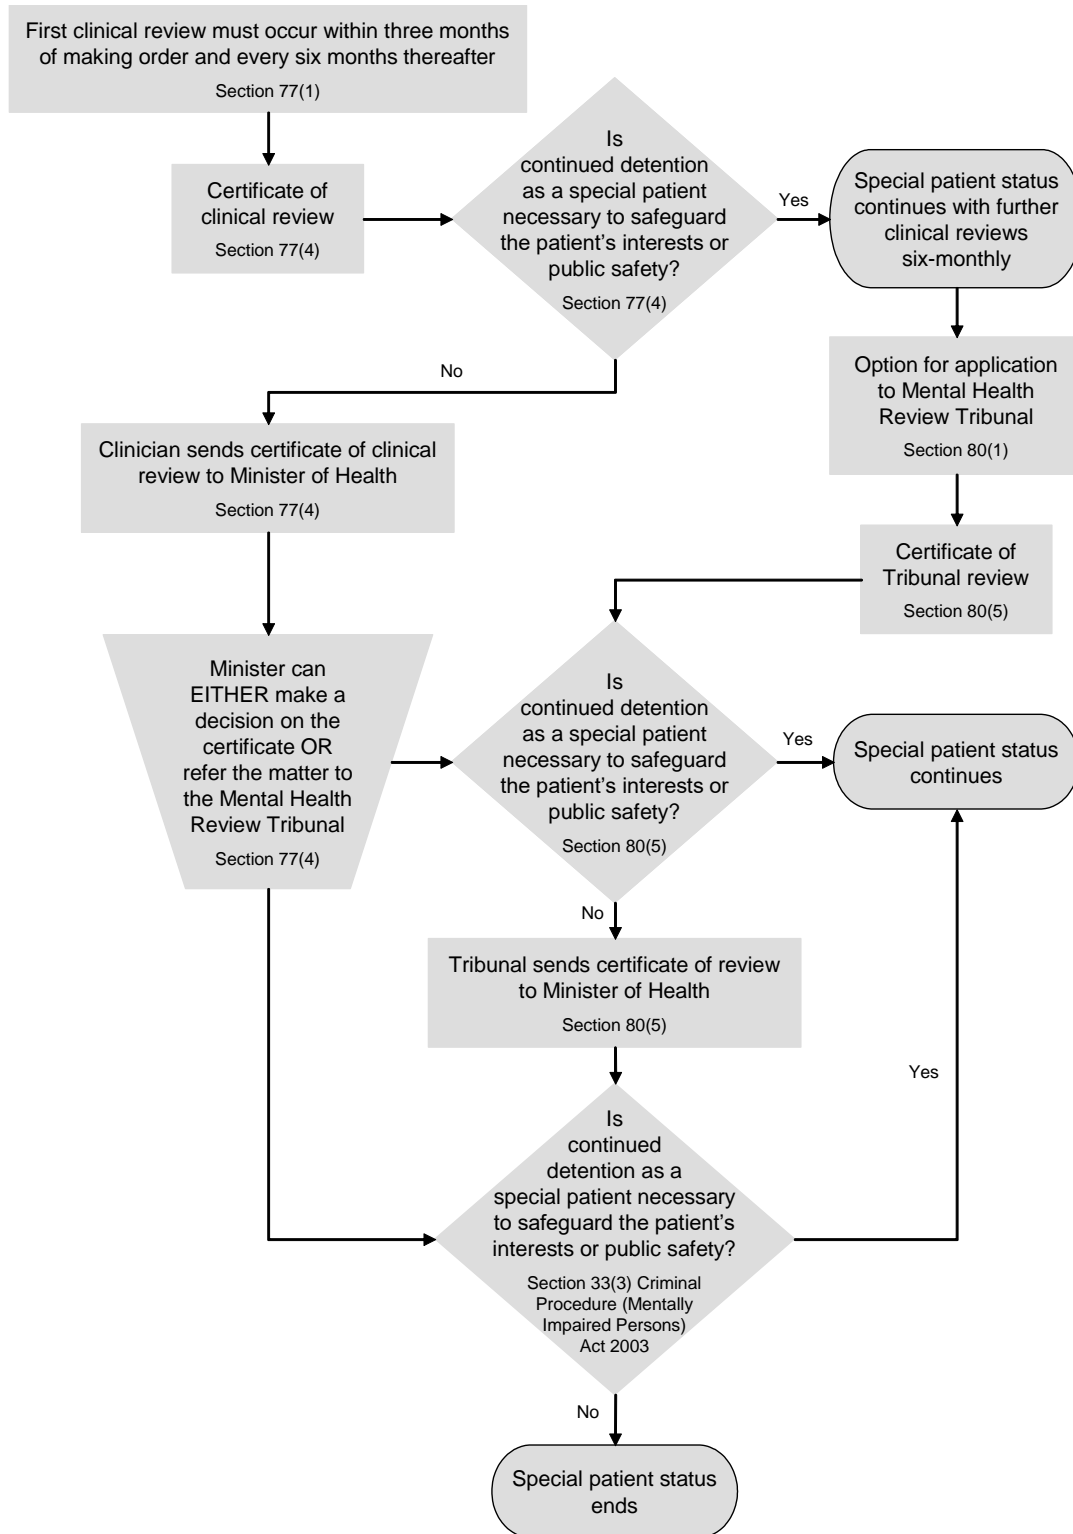 First clinical review must occur within three months
of making order and every six months thereafter
Section 77(1)
Certificate of
clinical review
Section 77(4)
Is
continued detention
as a special patient
necessary to safeguard
the patient’s interests or
public safety?
Section 77(4)
Yes
Special patient status
continues with further
clinical reviews
six-monthly
No
Option for application
to Mental Health
Review Tribunal
Section 80(1)
Clinician sends certificate of clinical
review to Minister of Health
Section 77(4)
Certificate of
Tribunal review
Section 80(5)
Minister can
EITHER make a
decision on the
certificate OR
refer the matter to
the Mental Health
Review Tribunal
Section 77(4)
Is
continued detention
as a special patient
necessary to safeguard
the patient’s interests or
public safety?
Section 80(5)
Yes
Special patient status
continues
No
Tribunal sends certificate of review
to Minister of Health
Section 80(5)
Yes
Is
continued
detention as a
special patient necessary
to safeguard the patient’s
interests or public safety?
Section 33(3) Criminal
Procedure (Mentally
Impaired Persons)
Act 2003
No
Special patient status
ends